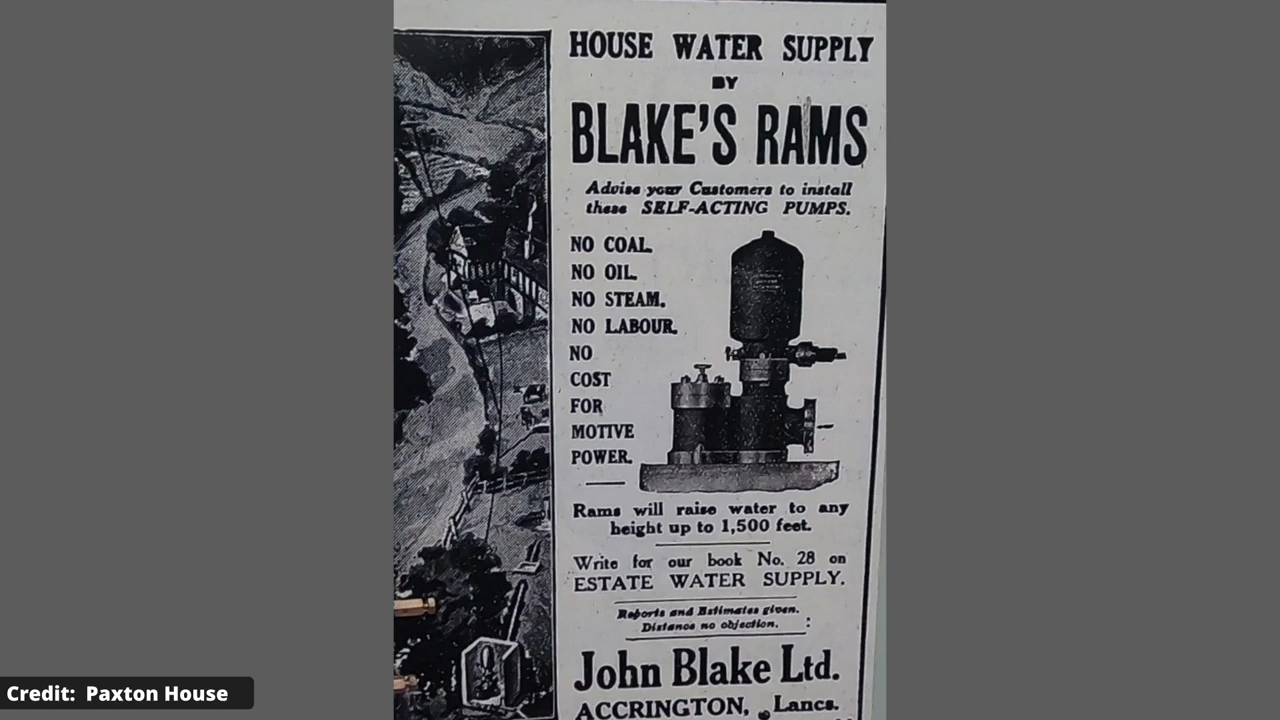 HOUSE WATER SUPPLY
BY
BLAKE'S RAMS
Advise your Customers to install
these SELF-ACTING PUMPS.
NO COAL.
NO OIL.
NO STEAM.
NO LABOUR.
NO
COST
FOR
MOTIVE
POWER.
Rams will raise water to any
height up to 1,500 feet.
Write for our book No. 28 on
ESTATE WATER SUPPLY.
Reports and Estimates given.
Distance no objection.
John Blake Ltd.
ACCRINGTON, Lancs.
Credit: Paxton House